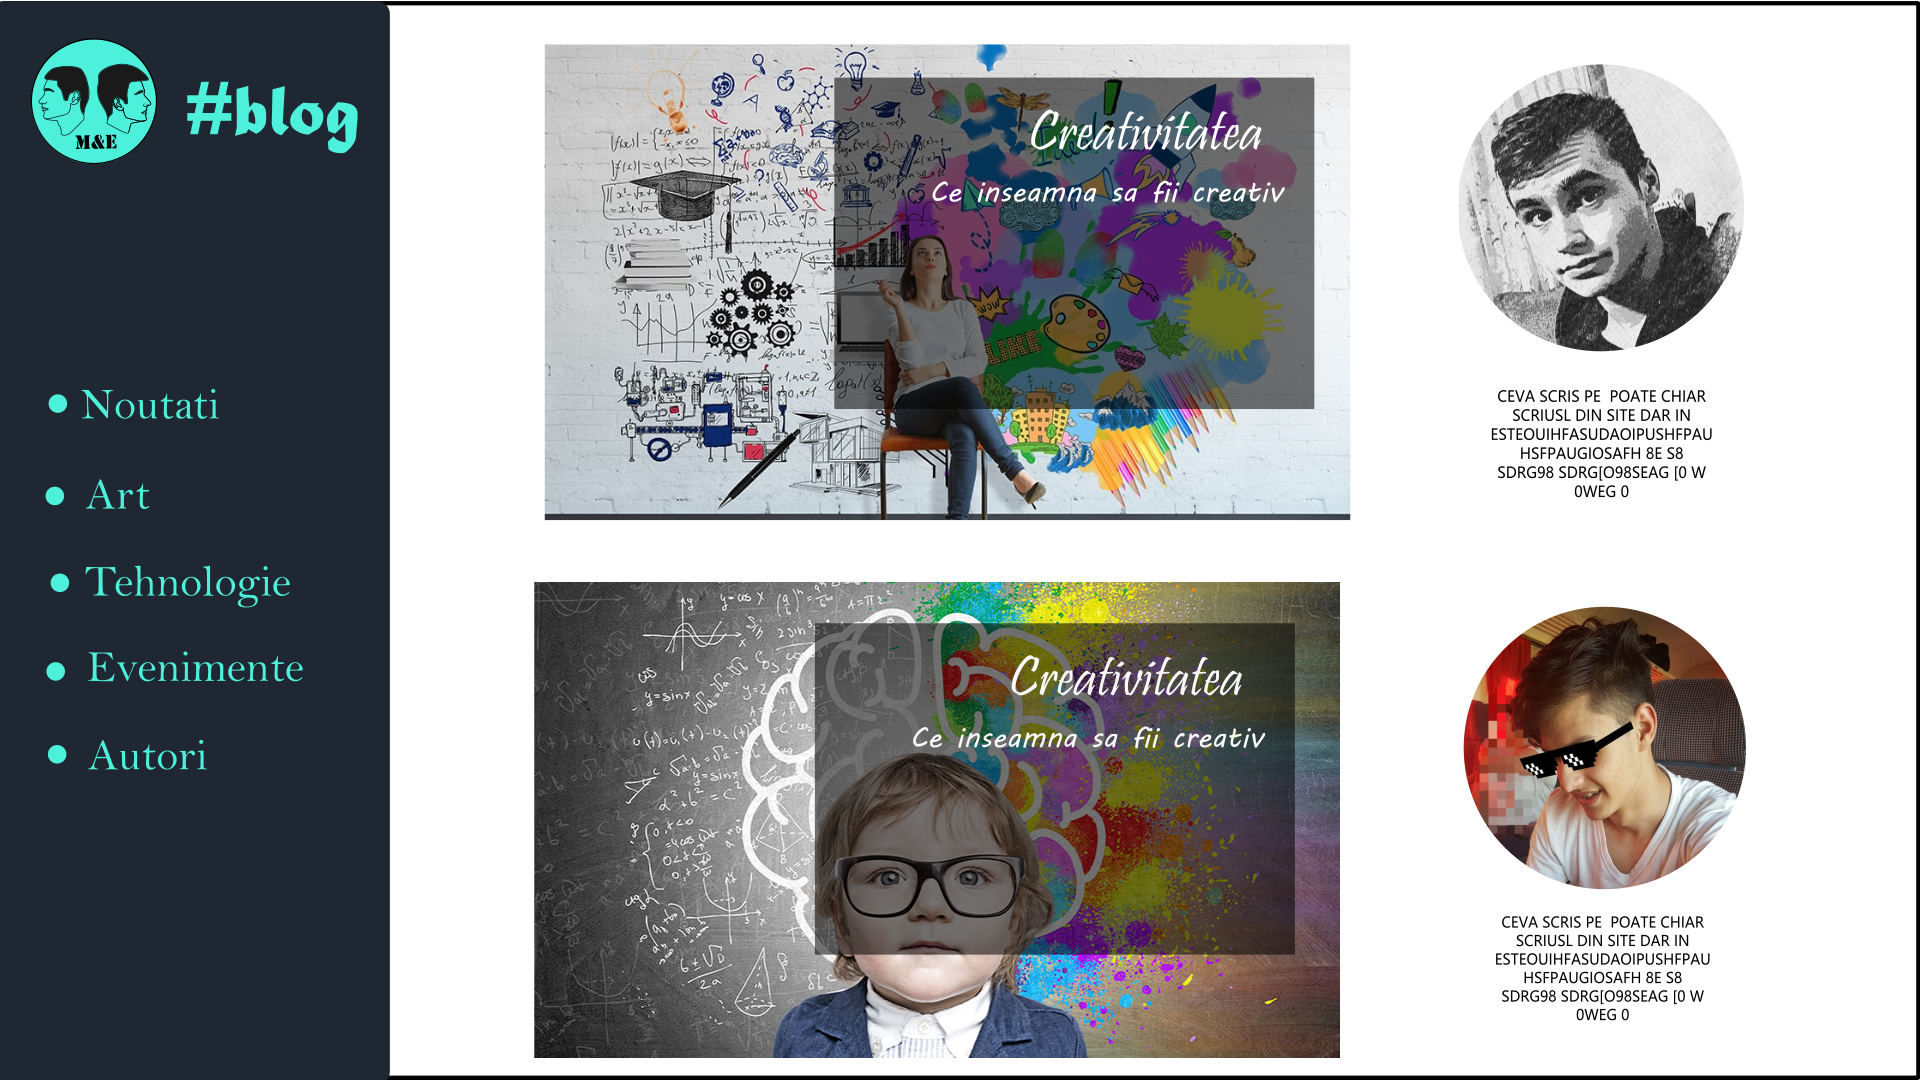 M&E
#blog
Noutati
Art
Tehnologie
Evenimente
Autori
Creativitatea
Ce inseamna sa fii creativ
WOW
LIKE
CEVA SCRIS PE POATE CHIAR
SCRIUSL DIN SITE DAR IN
ESTEOUIHFASUDAOIPUSHFPAU
HSFPAUGIOSAFH 8E S8
SDRG98 SDRG[O98SEAG [0 W
0WEG 0
Creativitatea
Ce inseamna sa fii creativ
CEVA SCRIS PE POATE CHIAR
SCRIUSL DIN SITE DAR IN
ESTEOUIHFASUDAOIPUSHFPAU
HSFPAUGIOSAFH 8E S8
SDRG98 SDRG[O98SEAG [0 W
0WEG 0